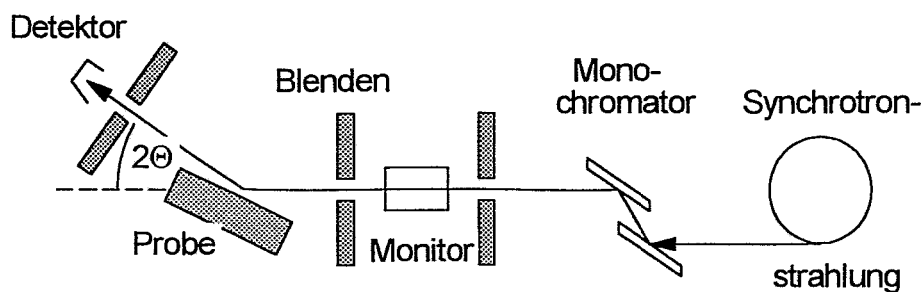 Detektor
Blenden
Mono-
chromator
Synchrotron-
2Θ
Probe
Monitor
strahlung